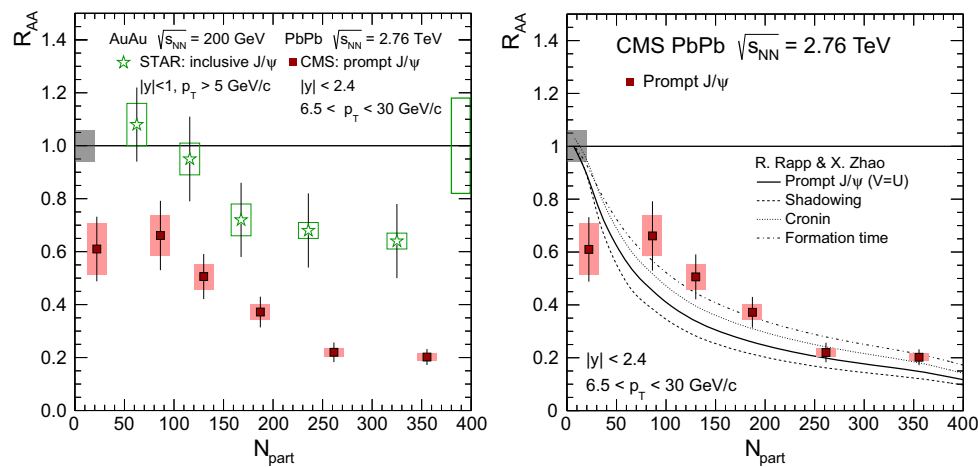 R_AA
1.4
1.2
1.0
0.8
0.6
0.4
0.2
0.0
AuAu √s_NN = 200 GeV
☆ STAR: inclusive J/ψ
|y|<1, p_T > 5 GeV/c
PbPb √s_NN = 2.76 TeV
■ CMS: prompt J/ψ
|y| < 2.4
6.5 < p_T < 30 GeV/c
0 50 100 150 200 250 300 350 400
N_part
R_AA
1.4
1.2
1
0.8
0.6
0.4
0.2
0
CMS PbPb √s_NN = 2.76 TeV
■ Prompt J/ψ
R. Rapp & X. Zhao
Prompt J/ψ (V=U)
Shadowing
Cronin
Formation time
|y| < 2.4
6.5 < p_T < 30 GeV/c
0 50 100 150 200 250 300 350 400
N_part